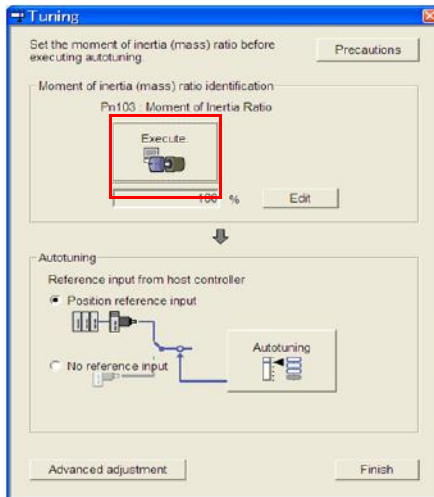 Tuning
Set the moment of inertia (mass) ratio before
executing autotuning.
Precautions
Moment of inertia (mass) ratio identification
Pn103 : Moment of Inertia Ratio
Execute.
100 %
Edit
Autotuning
Reference input from host controller
Position reference input
No reference input
Autotuning
Advanced adjustment
Finish